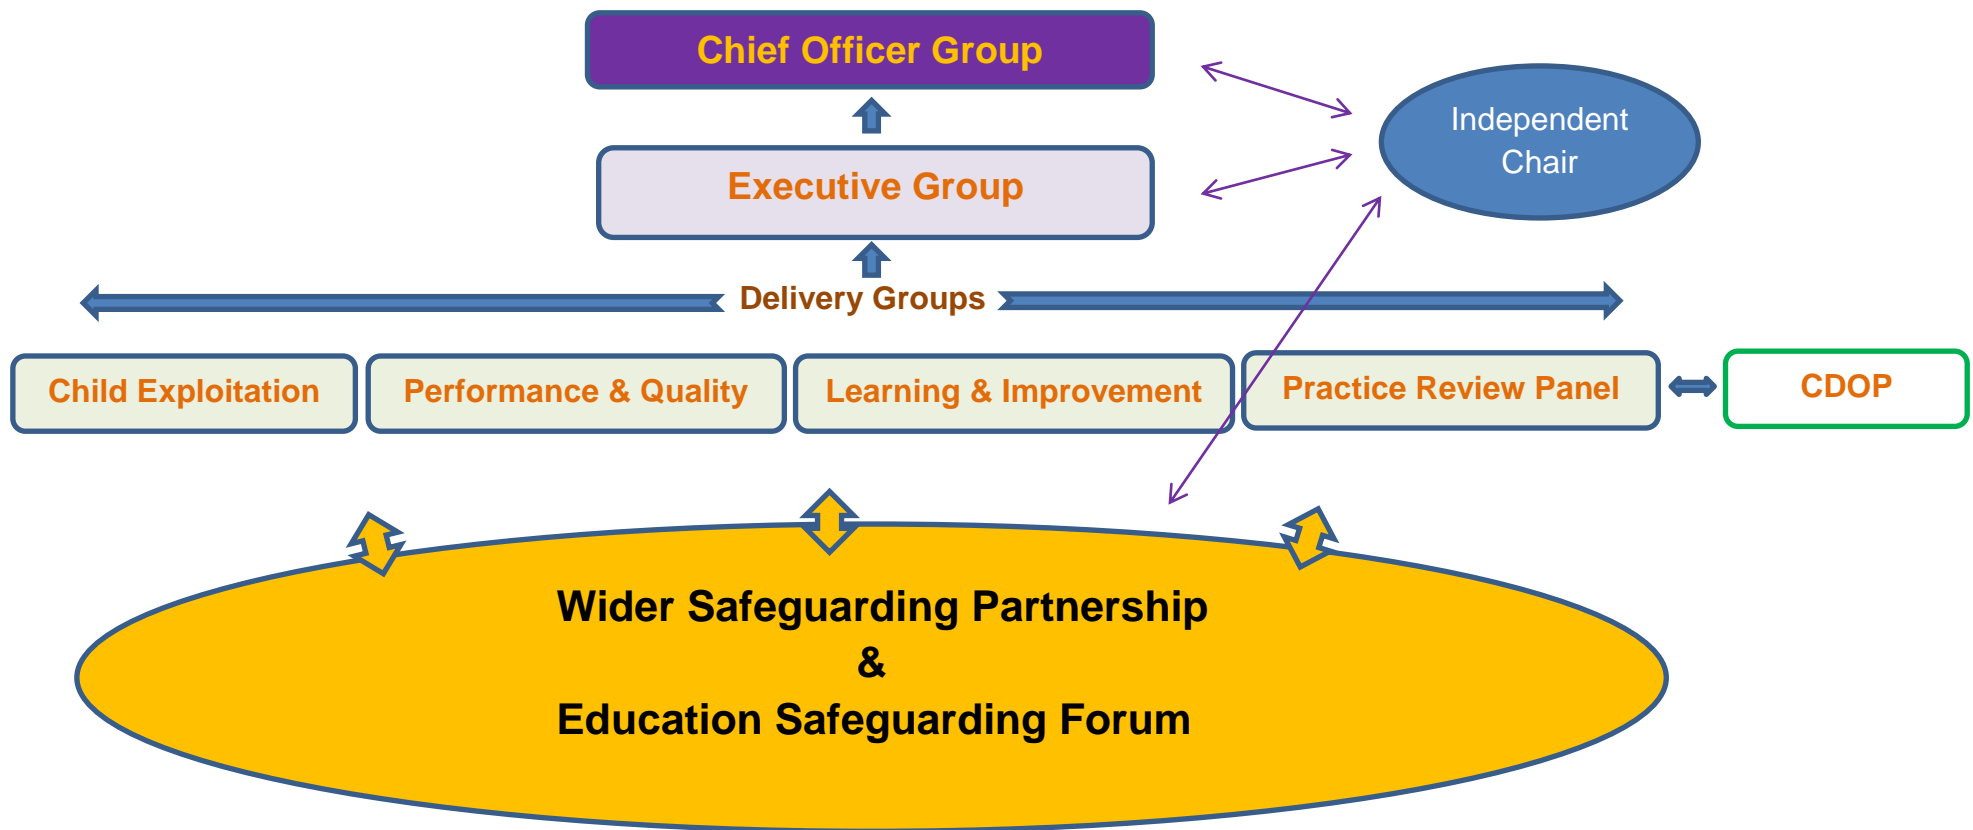 Chief Officer Group
Independent
Chair
Executive Group
Delivery Groups
Child Exploitation
Performance & Quality
Learning & Improvement
Practice Review Panel
CDOP
Wider Safeguarding Partnership
&
Education Safeguarding Forum